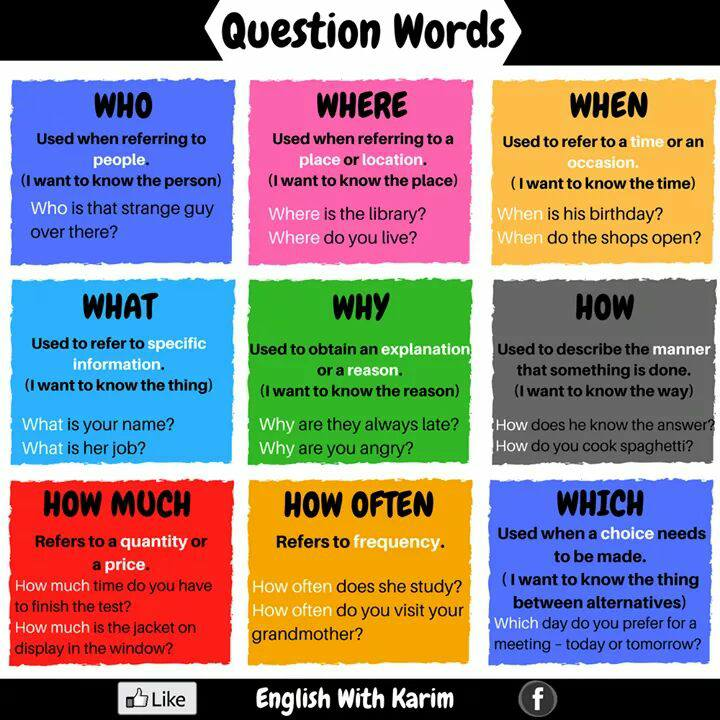 Question Words
WHO
Used when referring to
people.
(I want to know the person)
Who is that strange guy
over there?
WHERE
Used when referring to a
place or location.
(I want to know the place)
Where is the library?
Where do you live?
WHEN
Used to refer to a time or an
occasion.
( I want to know the time)
When is his birthday?
When do the shops open?
WHAT
Used to refer to specific
information.
(I want to know the thing)
What is your name?
What is her job?
WHY
Used to obtain an explanation
or a reason.
(I want to know the reason)
Why are they always late?
Why are you angry?
HOW
Used to describe the manner
that something is done.
(I want to know the way)
How does he know the answer?
How do you cook spaghetti?
HOW MUCH
Refers to a quantity or
a price.
How much time do you have
to finish the test?
How much is the jacket on
display in the window?
HOW OFTEN
Refers to frequency.
How often does she study?
How often do you visit your
grandmother?
WHICH
Used when a choice needs
to be made.
( I want to know the thing
between alternatives)
Which day do you prefer for a
meeting – today or tomorrow?
Like
English With Karim
f